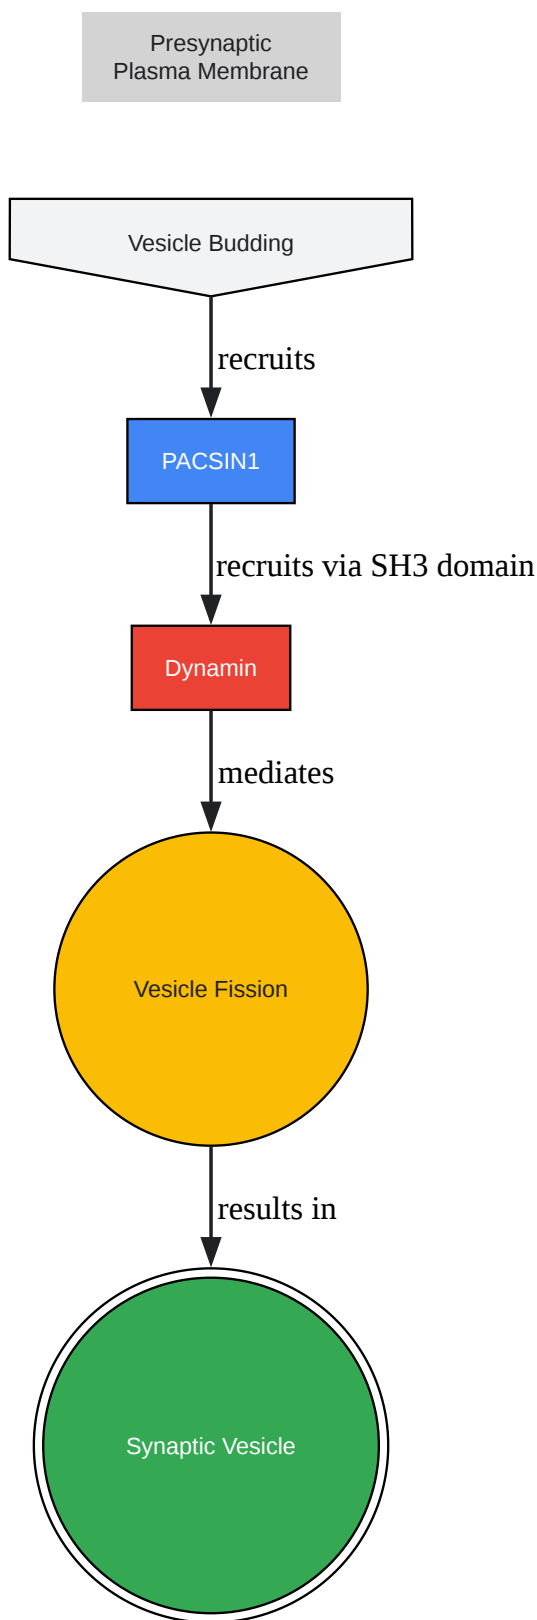 Presynaptic
Plasma Membrane
Vesicle Budding
recruits
PACSIN1
recruits via SH3 domain
Dynamin
mediates
Vesicle Fission
results in
Synaptic Vesicle